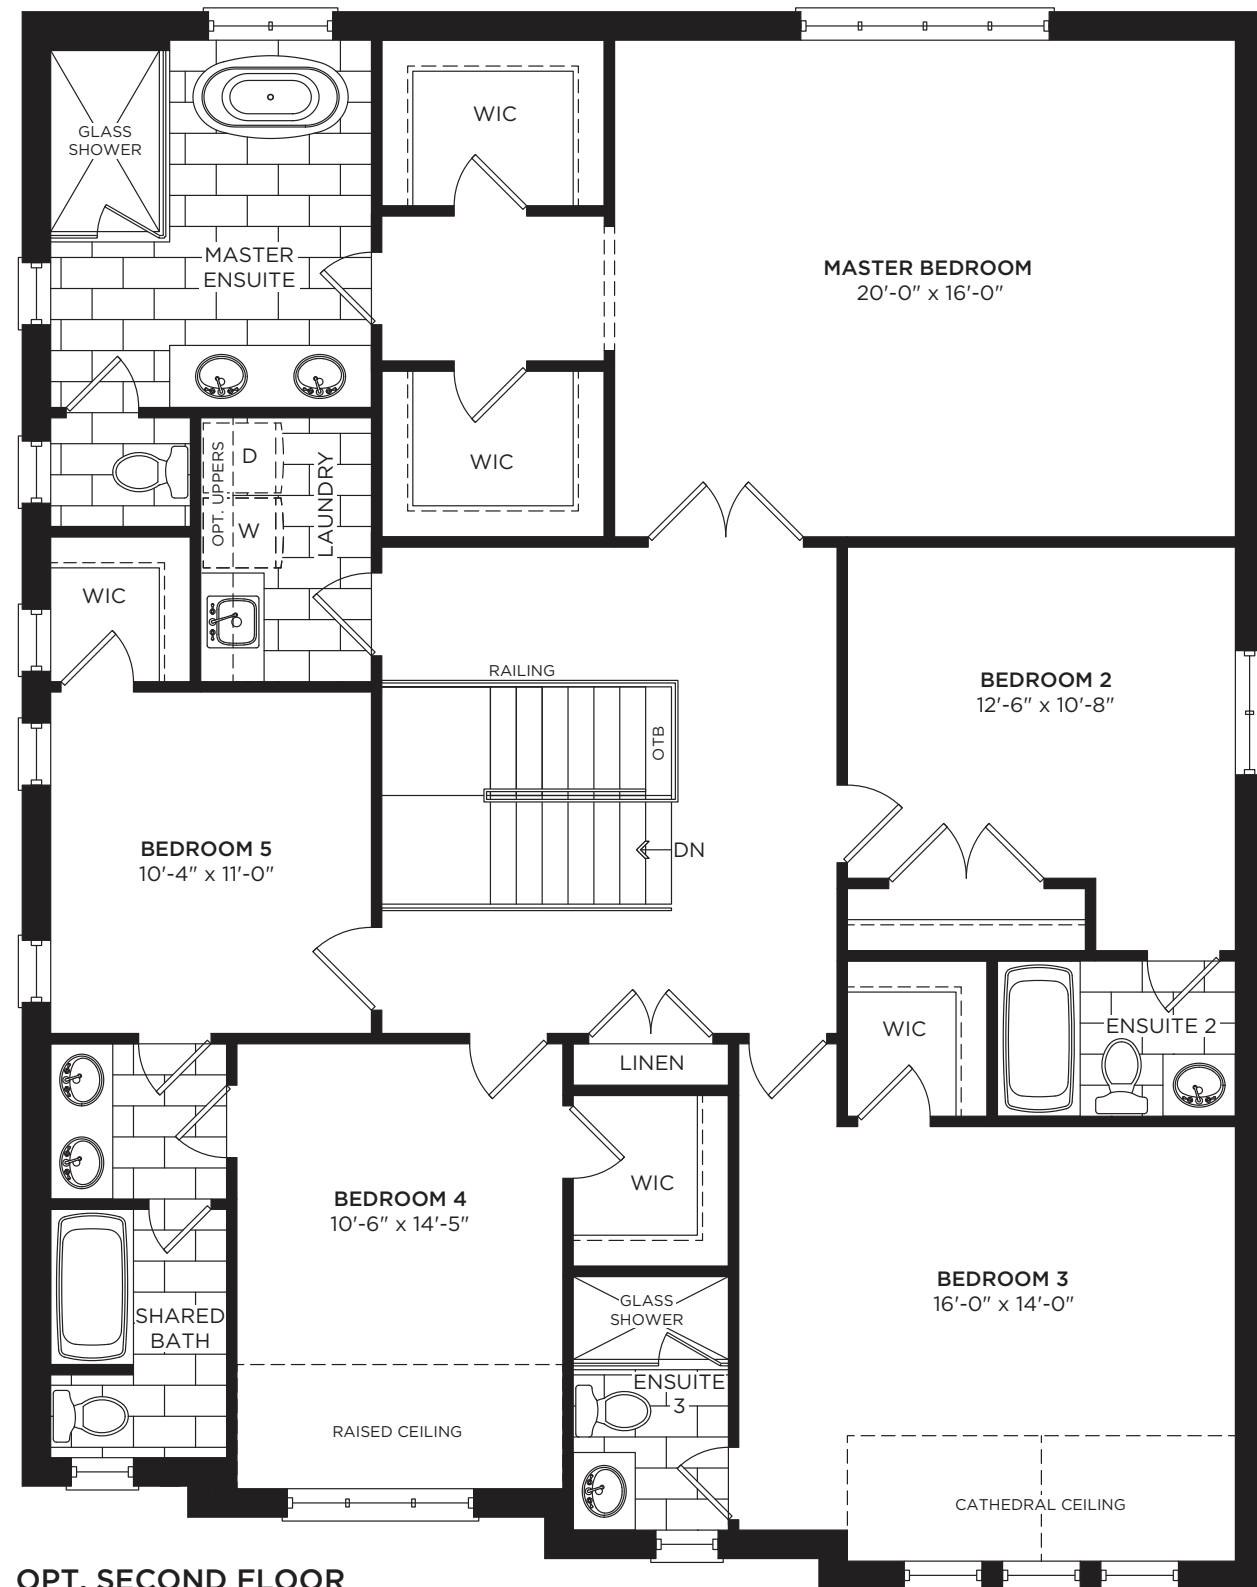 WIC
GLASS
SHOWER
MASTER
ENSUITE
MASTER BEDROOM
20'-0" x 16'-0"
WIC
OPT. UPPERS
D
W
LAUNDRY
WIC
RAILING
OTB
BEDROOM 2
12'-6" x 10'-8"
BEDROOM 5
10'-4" x 11'-0"
DN
WIC
ENSUITE 2
LINEN
WIC
BEDROOM 4
10'-6" x 14'-5"
BEDROOM 3
16'-0" x 14'-0"
GLASS
SHOWER
SHARED
BATH
ENSUITE
3
RAISED CEILING
CATHEDRAL CEILING
OPT. SECOND FLOOR